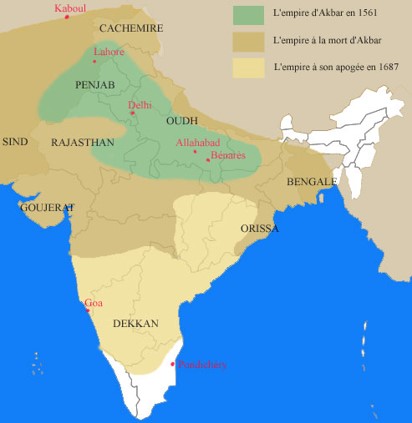 Kaboul
L'empire d'Akbar en 1561
CACHEMIRE
L'empire à la mort d'Akbar
Lahore
L'empire à son apogée en 1687
PENJAB
Delhi
OUDH
SIND
RAJASTHAN
Allahabad
Bénarès
BENGALE
GOUJERAT
ORISSA
Goa
DEKKAN
Pondichéry